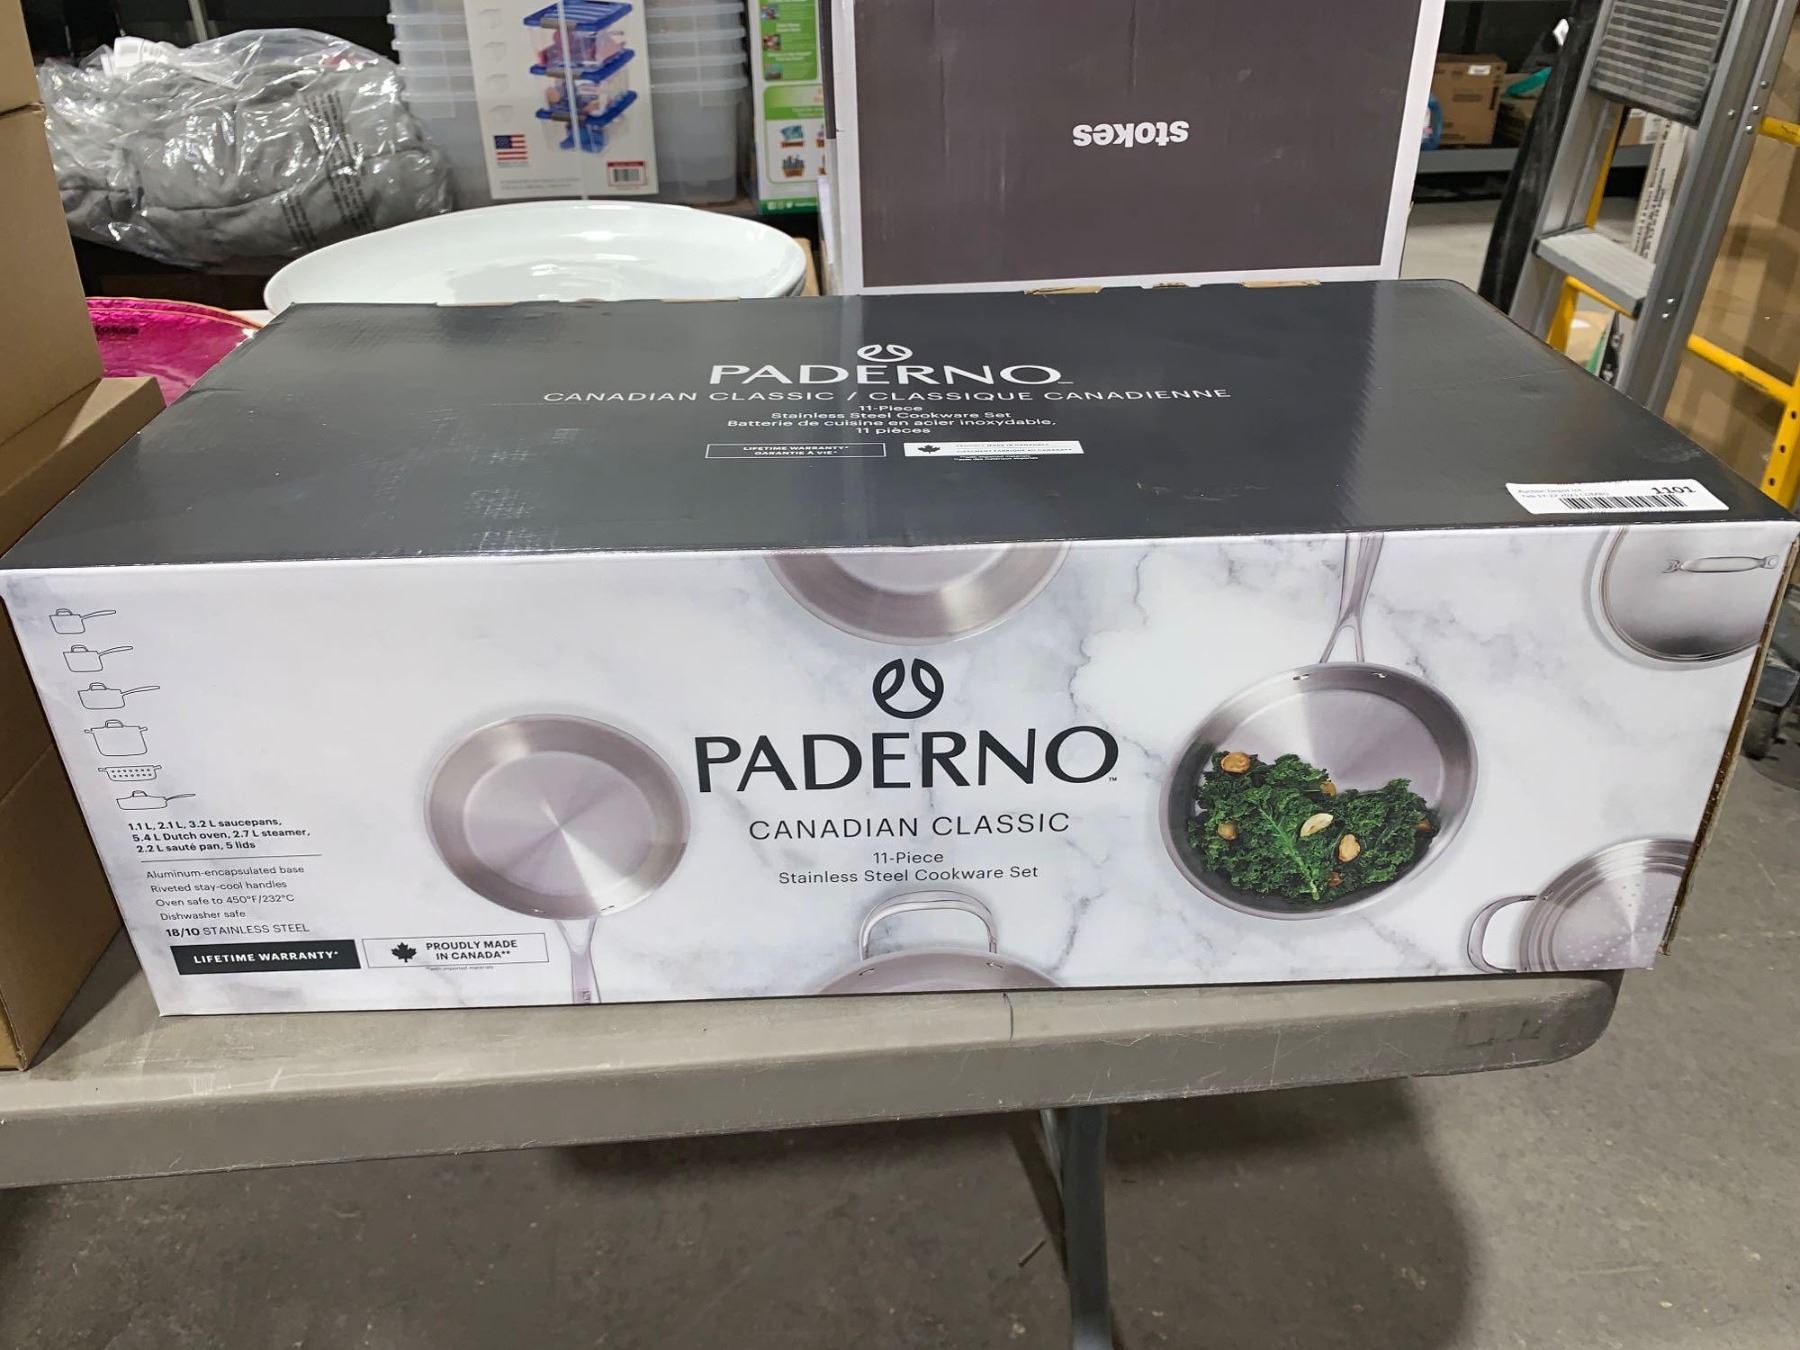 stokes
PADERNO
CANADIAN CLASSIC / CLASSIQUE CANADIENNE
11-Piece
Stainless Steel Cookware Set
Batterie de cuisine en acier inoxydable,
11 pièces
LIFETIME WARRANTY*
GARANTIE À VIE*
1101
PADERNO™
CANADIAN CLASSIC
11-Piece
Stainless Steel Cookware Set
1.1 L, 2.1 L, 3.2 L saucepans,
5.4 L Dutch oven, 2.7 L steamer,
2.2 L sauté pan, 5 lids
Aluminum-encapsulated base
Riveted stay-cool handles
Oven safe to 450°F/232°C
Dishwasher safe
18/10 STAINLESS STEEL
LIFETIME WARRANTY*
PROUDLY MADE
IN CANADA**
**with imported materials